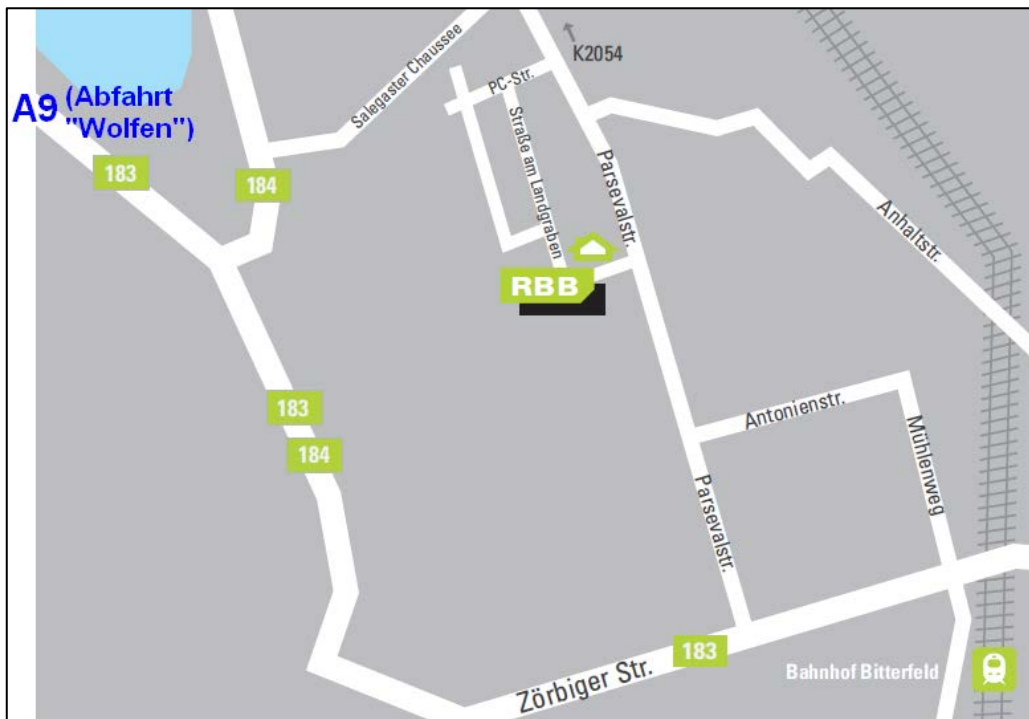 K2054
Salegaster Chaussee
PC-Str.
A9 (Abfahrt
"Wolfen")
183
184
Straße am Landgraben
Parsevalstr.
Anhaltstr.
RBB
183
184
Antonienstr.
Mühlenweg
Parsevalstr.
183
Zörbiger Str.
Bahnhof Bitterfeld